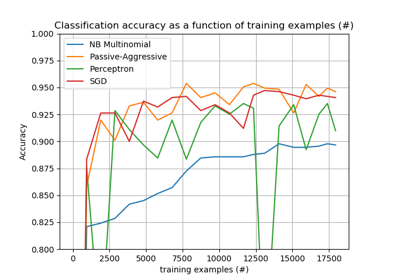 Classification accuracy as a function of training examples (#)
1.000
0.975
0.950
0.925
0.900
0.875
0.850
0.825
0.800
Accuracy
NB Multinomial
Passive-Aggressive
Perceptron
SGD
0 2500 5000 7500 10000 12500 15000 17500
training examples (#)